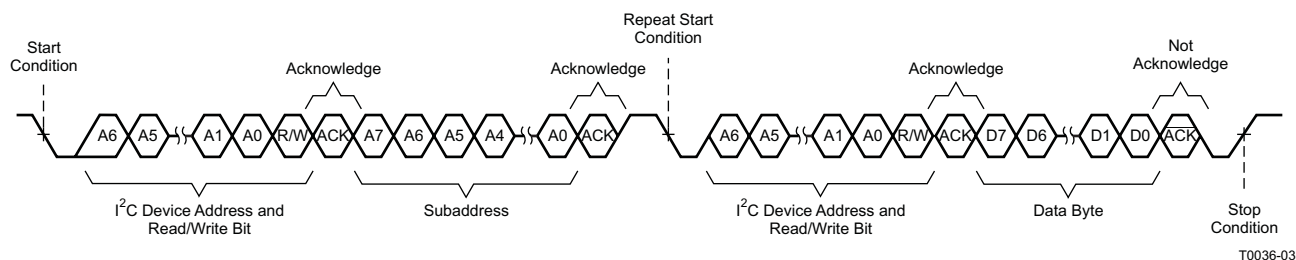 Repeat Start
Condition
Start
Condition
Not
Acknowledge
Acknowledge
Acknowledge
Acknowledge
A6 A5 A1 A0 R/W ACK A7 A6 A5 A4 A0 ACK A6 A5 A1 A0 R/W ACK D7 D6 D1 D0 ACK
I²C Device Address and
Read/Write Bit
Subaddress
I²C Device Address and
Read/Write Bit
Data Byte
Stop
Condition
T0036-03